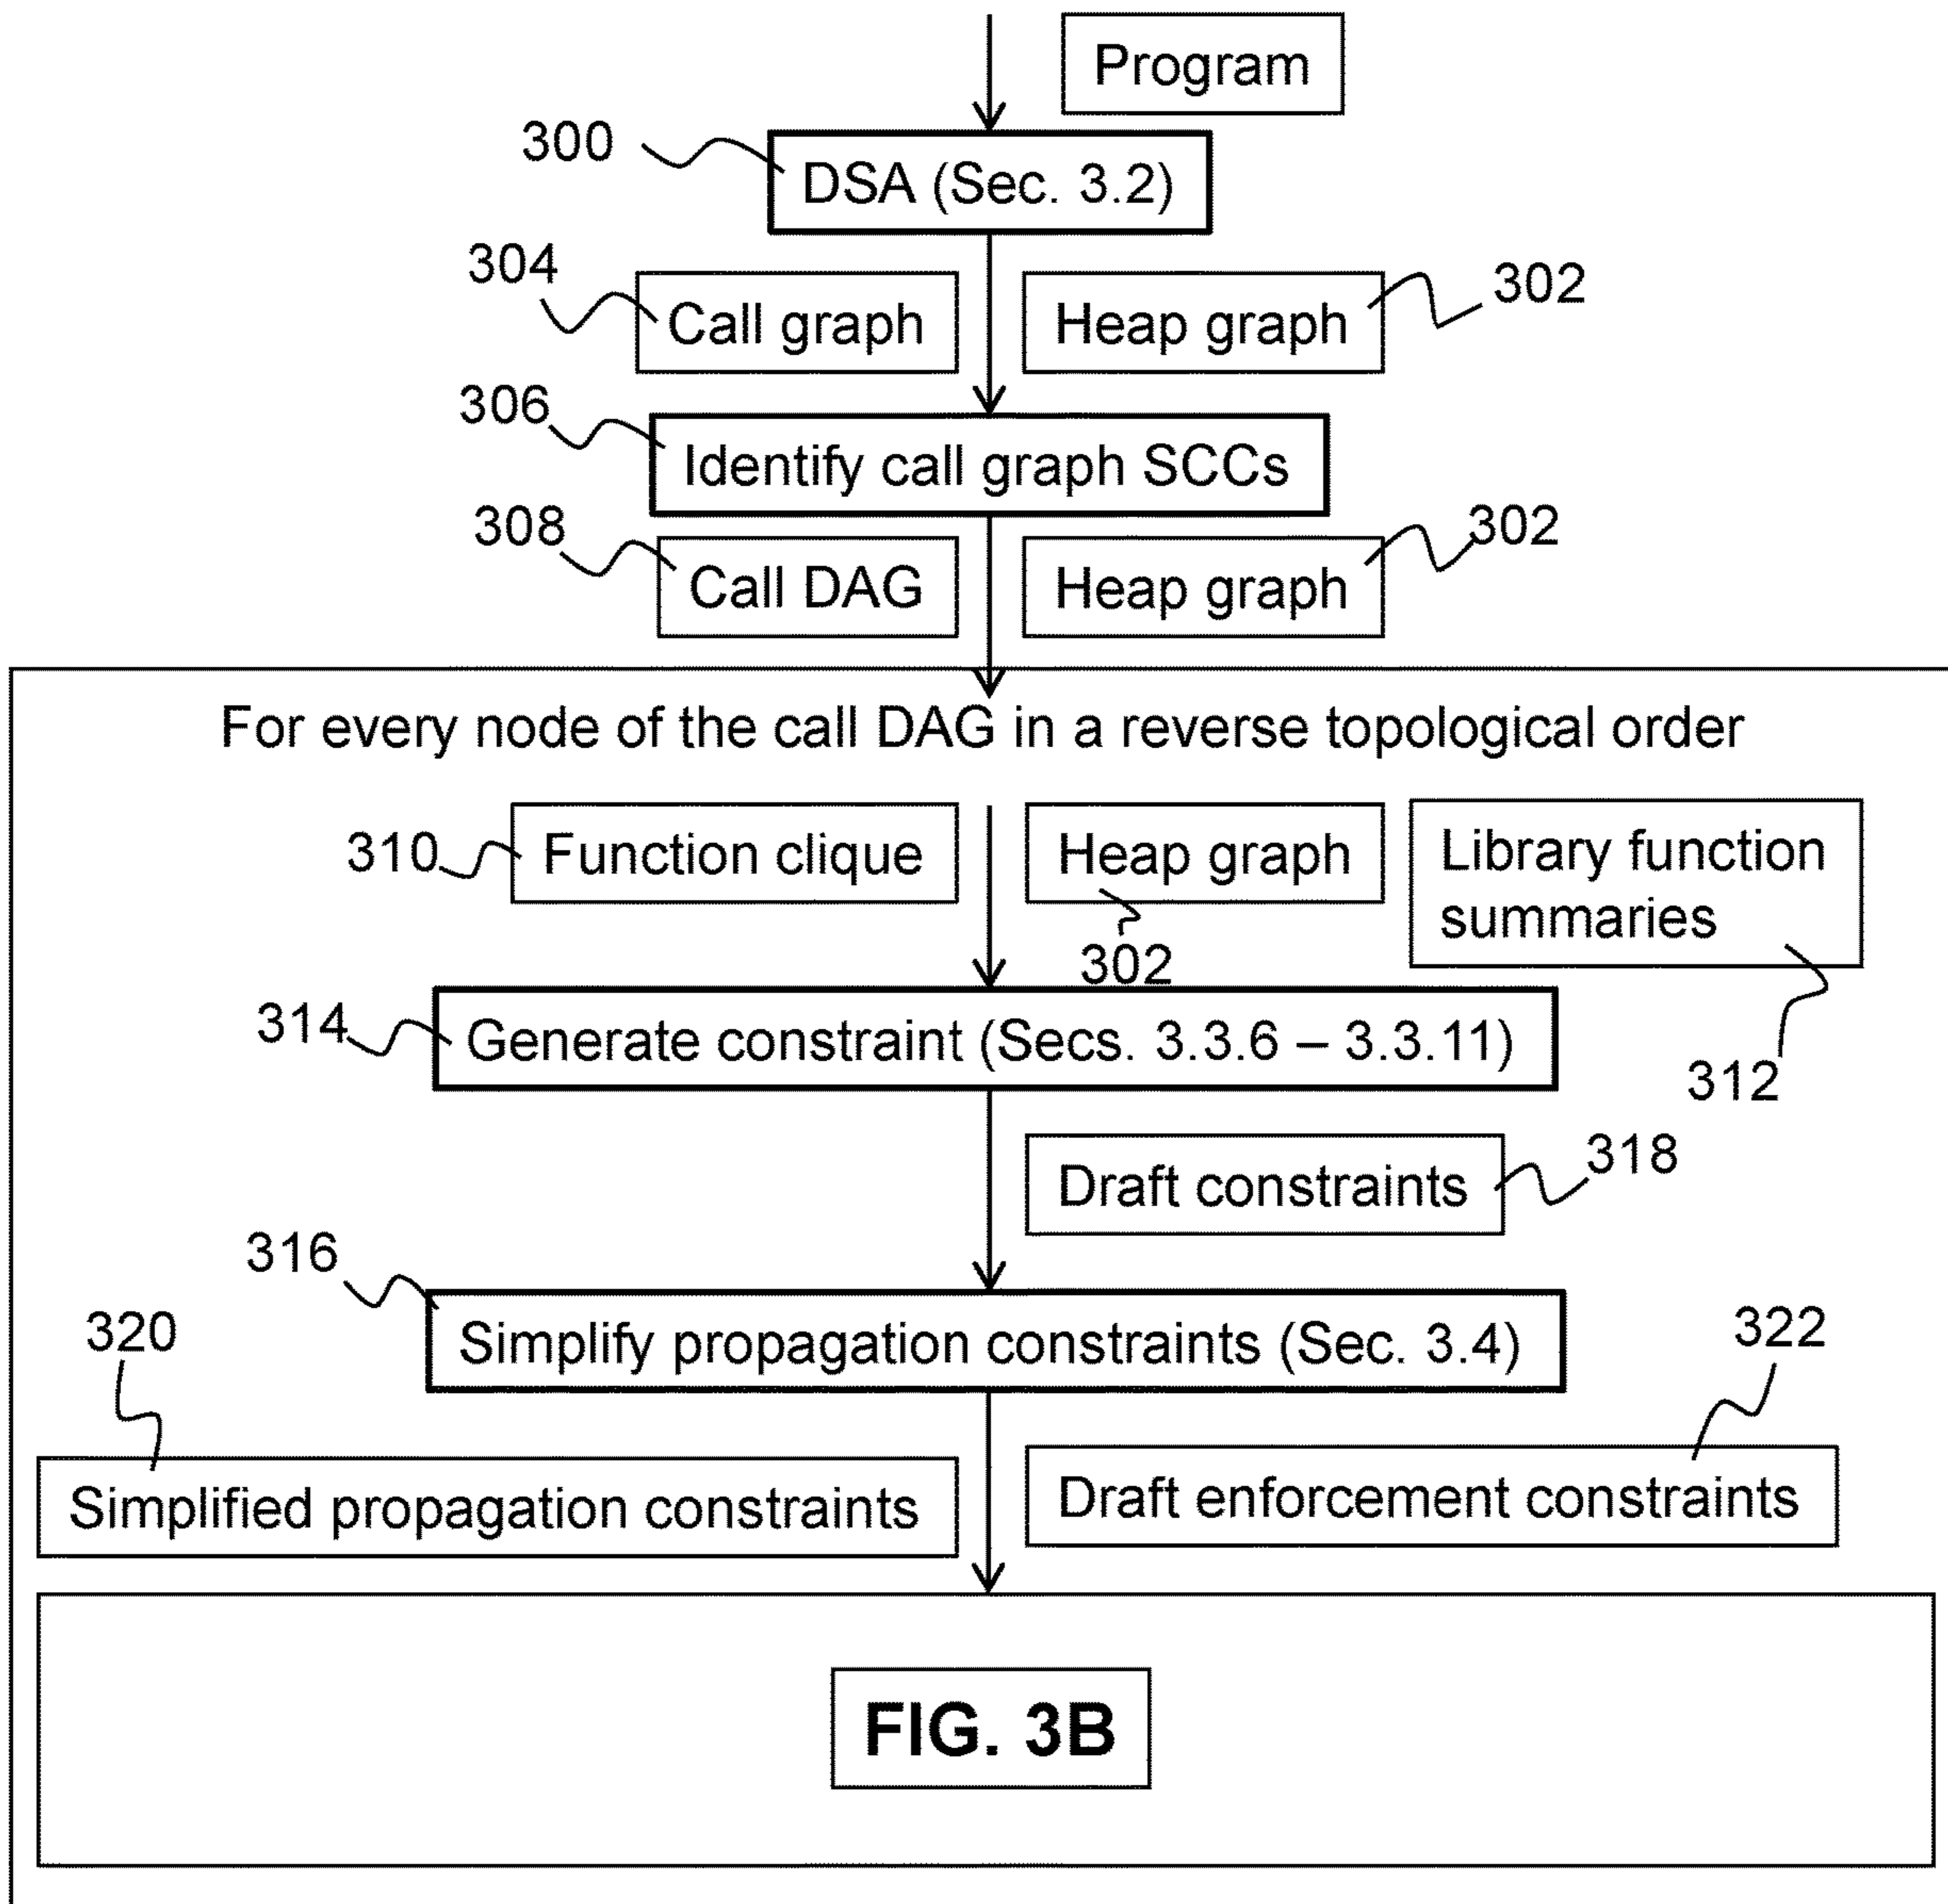 Program
300
DSA (Sec. 3.2)
304
302
Call graph
Heap graph
306
Identify call graph SCCs
308
302
Call DAG
Heap graph
For every node of the call DAG in a reverse topological order
310
Function clique
Heap graph
Library function
summaries
302
314
Generate constraint (Secs. 3.3.6 – 3.3.11)
312
Draft constraints
318
316
Simplify propagation constraints (Sec. 3.4)
320
322
Simplified propagation constraints
Draft enforcement constraints
FIG. 3B